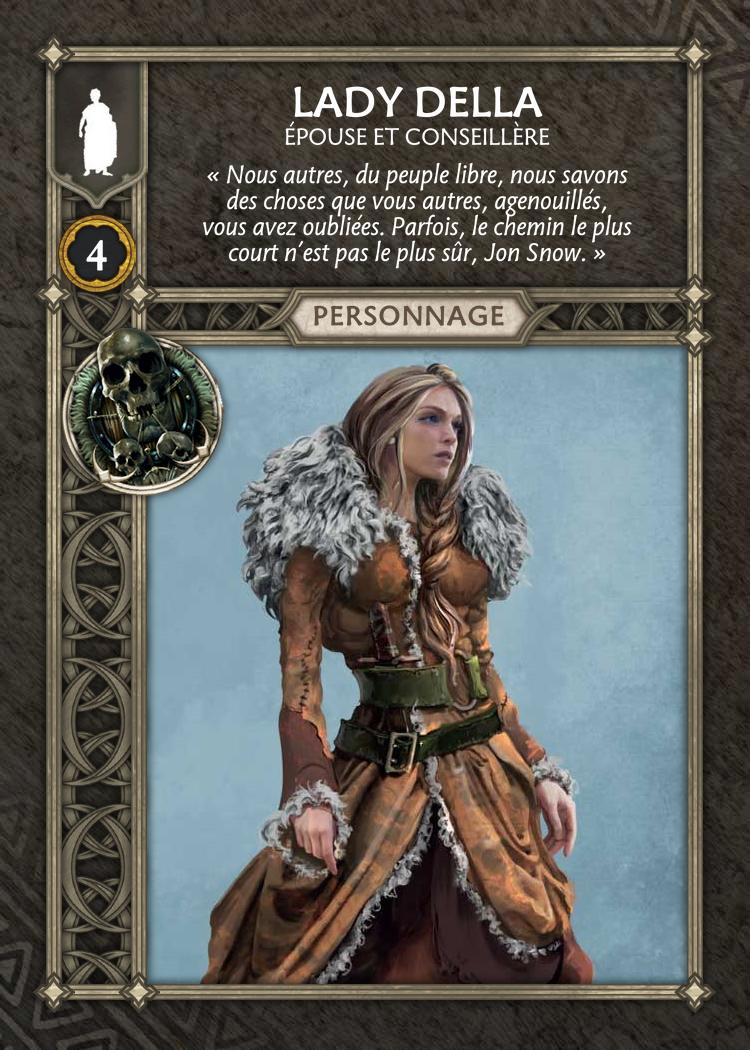 LADY DELLA
ÉPOUSE ET CONSEILLÈRE
« Nous autres, du peuple libre, nous savons
des choses que vous autres, agenouillés,
vous avez oubliées. Parfois, le chemin le plus
court n’est pas le plus sûr, Jon Snow. »
4
PERSONNAGE